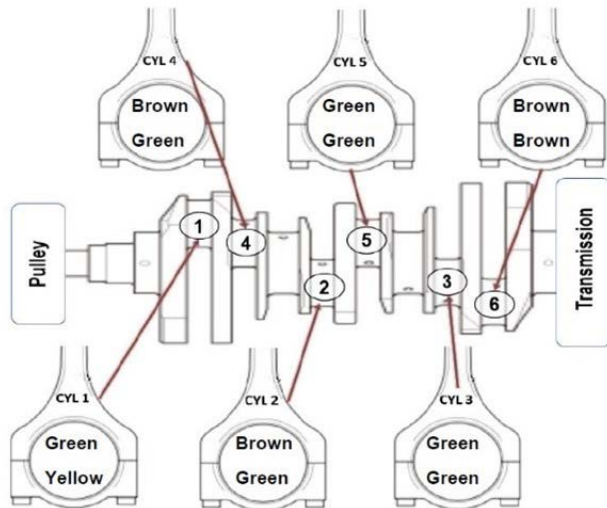 CYL 4
Brown
Green
CYL 5
Green
Green
CYL 6
Brown
Brown
Pulley
1
4
2
5
3
6
Transmission
CYL 1
Green
Yellow
CYL 2
Brown
Green
CYL 3
Green
Green